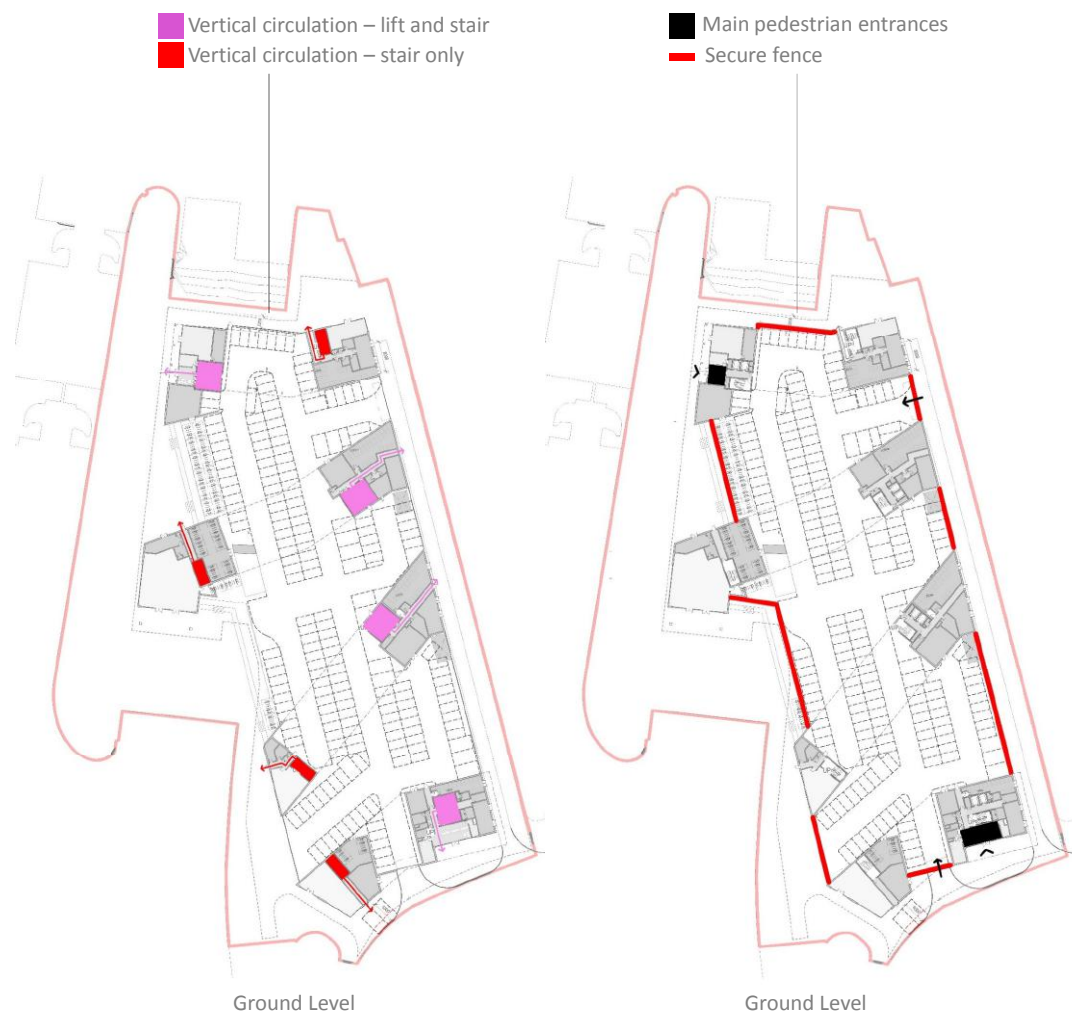 Vertical circulation – lift and stair
Vertical circulation – stair only
Main pedestrian entrances
Secure fence
Ground Level
Ground Level